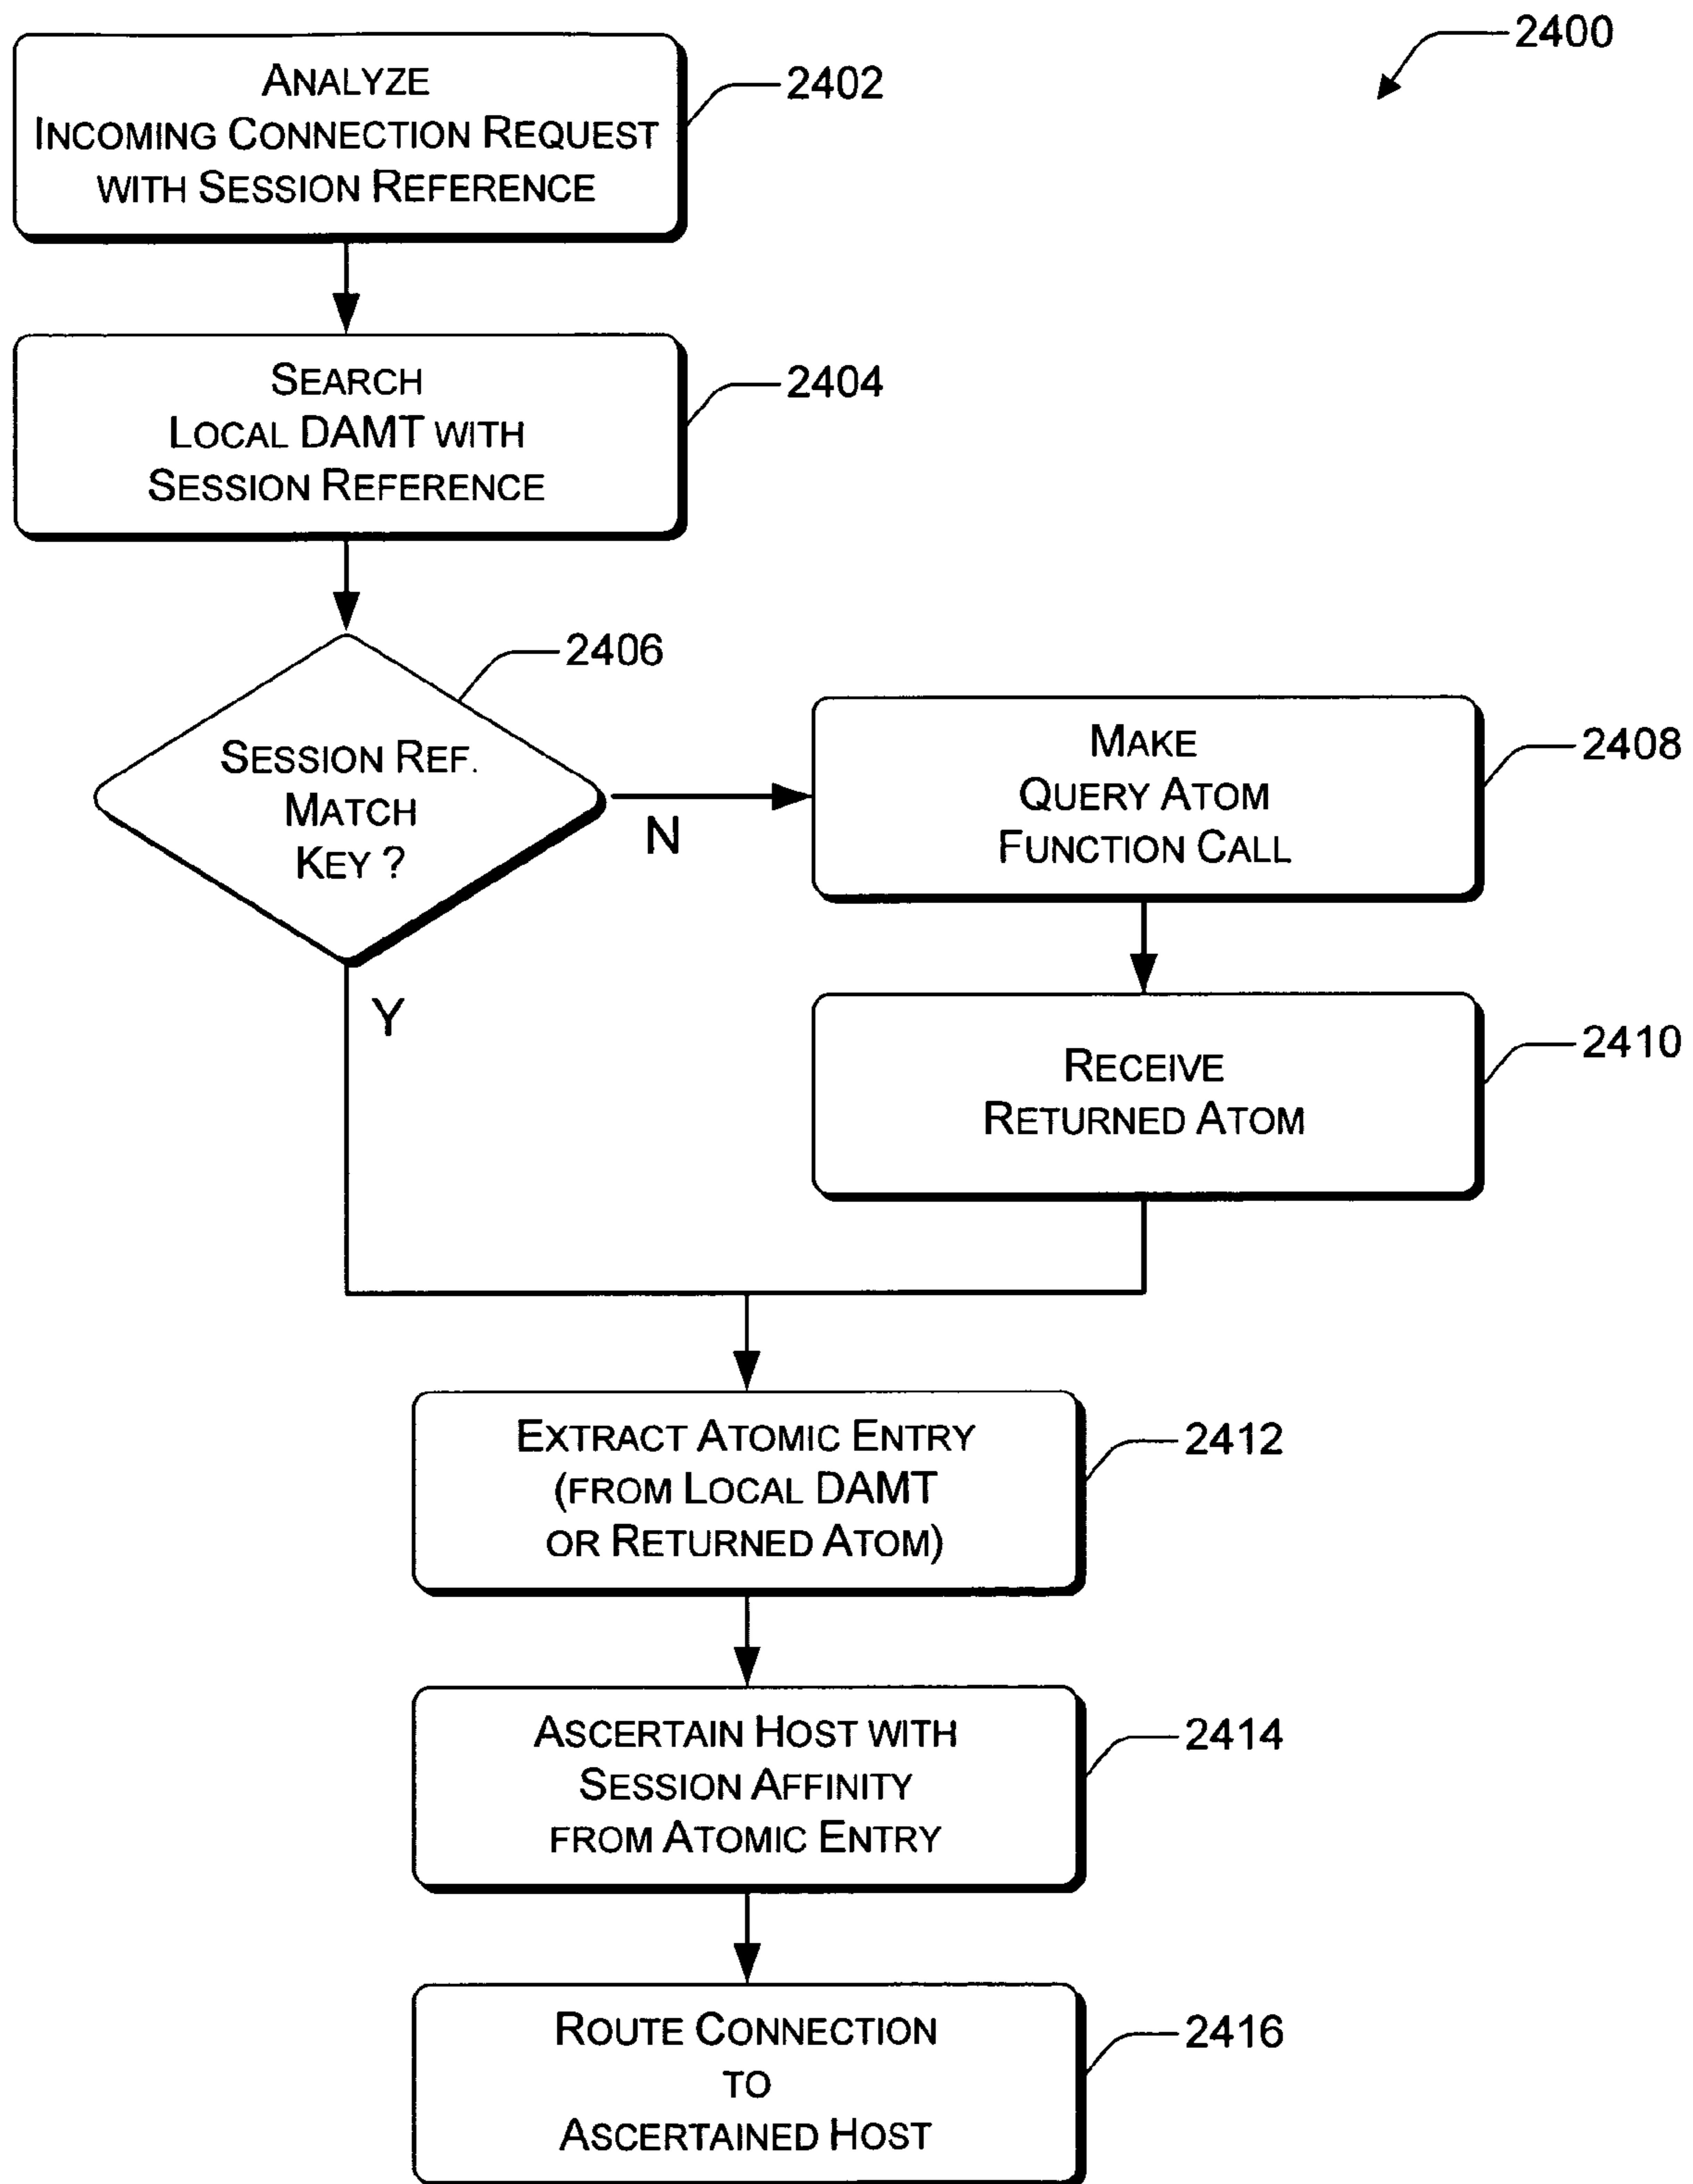 2400
ANALYZE
INCOMING CONNECTION REQUEST
WITH SESSION REFERENCE
2402
SEARCH
LOCAL DAMT WITH
SESSION REFERENCE
2404
2406
SESSION REF.
MATCH
KEY ?
N
Y
MAKE
QUERY ATOM
FUNCTION CALL
2408
RECEIVE
RETURNED ATOM
2410
EXTRACT ATOMIC ENTRY
(FROM LOCAL DAMT
OR RETURNED ATOM)
2412
ASCERTAIN HOST WITH
SESSION AFFINITY
FROM ATOMIC ENTRY
2414
ROUTE CONNECTION
TO
ASCERTAINED HOST
2416